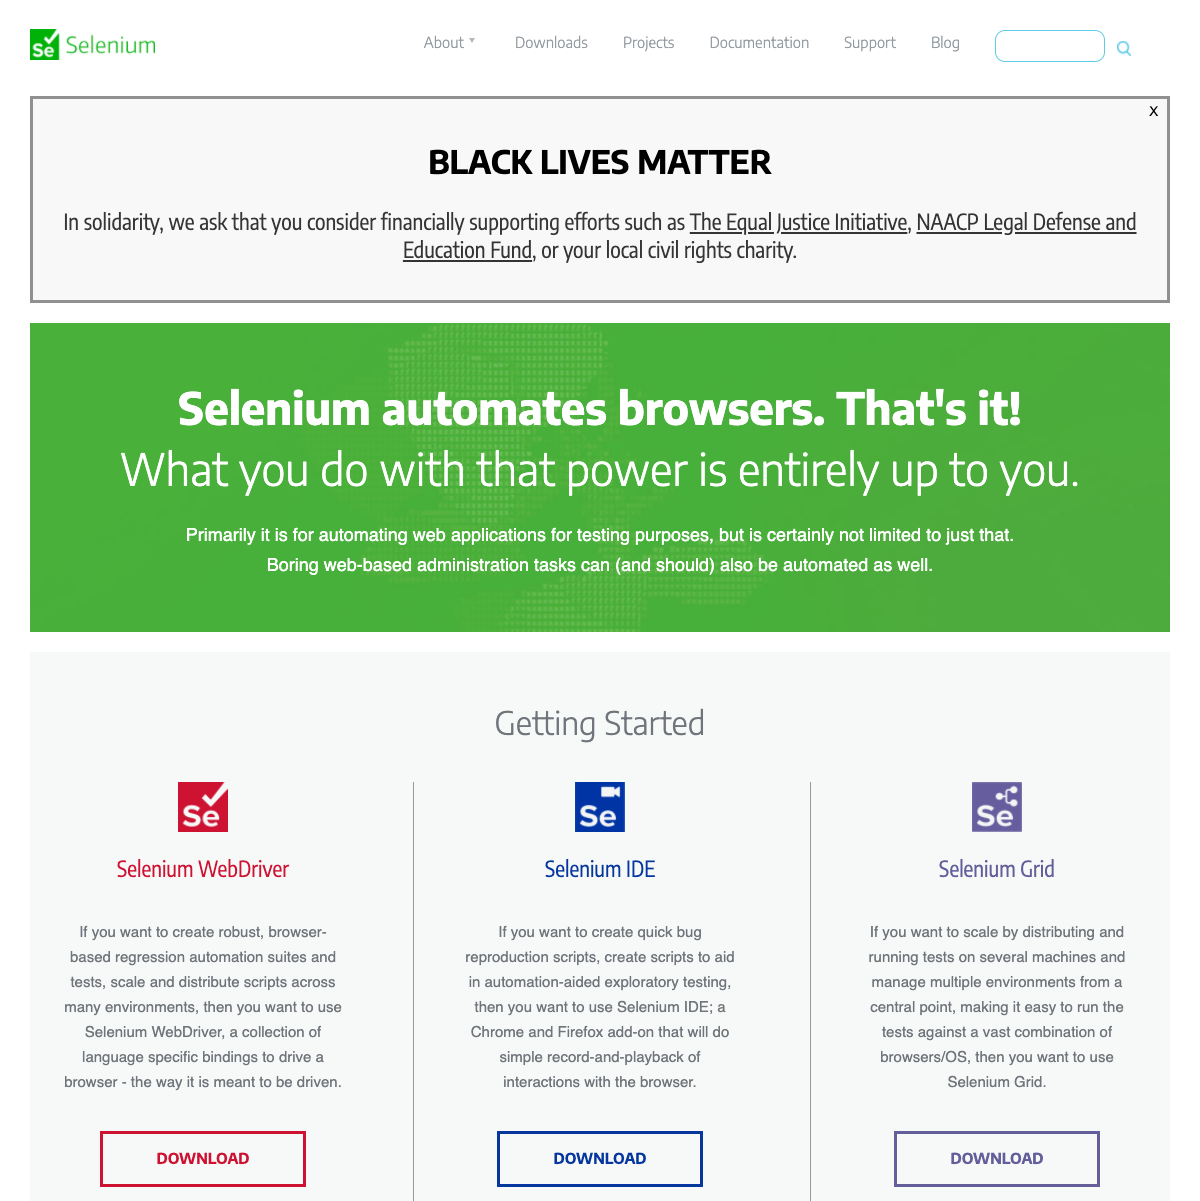 Se Selenium
About Downloads Projects Documentation Support Blog
X
BLACK LIVES MATTER
In solidarity, we ask that you consider financially supporting efforts such as The Equal Justice Initiative, NAACP Legal Defense and
Education Fund, or your local civil rights charity.
Selenium automates browsers. That's it!
What you do with that power is entirely up to you.
Primarily it is for automating web applications for testing purposes, but is certainly not limited to just that.
Boring web-based administration tasks can (and should) also be automated as well.
Getting Started
Se
Selenium WebDriver
If you want to create robust, browser-
based regression automation suites and
tests, scale and distribute scripts across
many environments, then you want to use
Selenium WebDriver, a collection of
language specific bindings to drive a
browser - the way it is meant to be driven.
DOWNLOAD
Se
Selenium IDE
If you want to create quick bug
reproduction scripts, create scripts to aid
in automation-aided exploratory testing,
then you want to use Selenium IDE; a
Chrome and Firefox add-on that will do
simple record-and-playback of
interactions with the browser.
DOWNLOAD
Se
Selenium Grid
If you want to scale by distributing and
running tests on several machines and
manage multiple environments from a
central point, making it easy to run the
tests against a vast combination of
browsers/OS, then you want to use
Selenium Grid.
DOWNLOAD